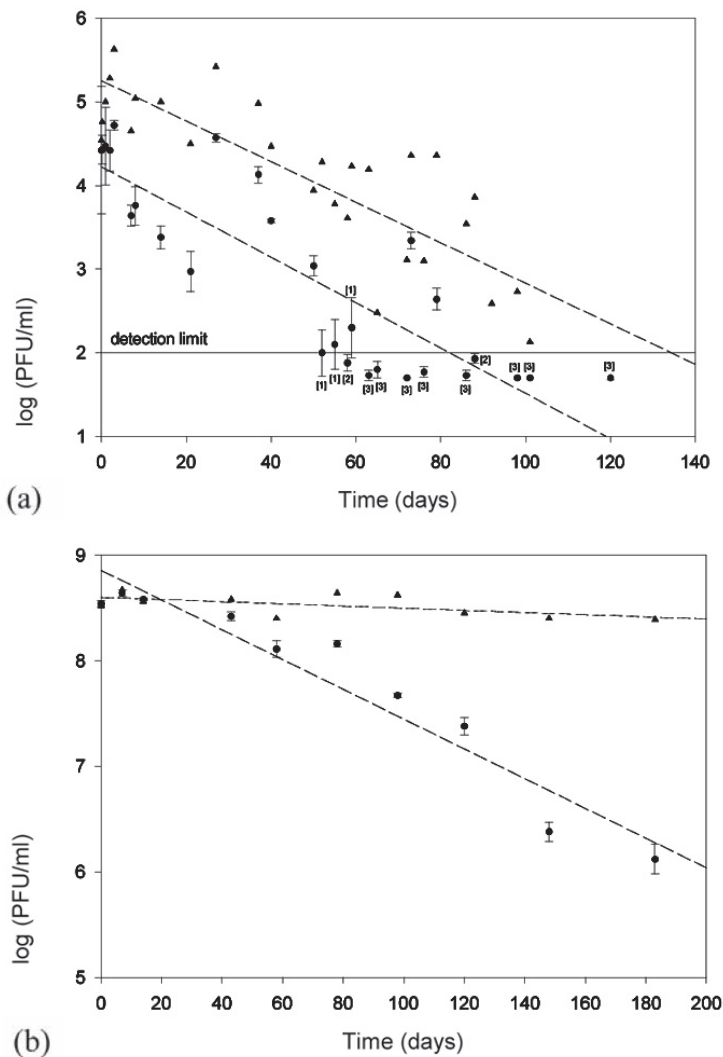 6
5
4
3
2
1
log (PFU/ml)
detection limit
[1]
[1]
[1]
[2]
[3]
[3]
[3]
[3]
[3]
[2]
[3]
[3]
[3]
0 20 40 60 80 100 120 140
Time (days)
(a)
9
8
7
6
5
log (PFU/ml)
0 20 40 60 80 100 120 140 160 180 200
Time (days)
(b)